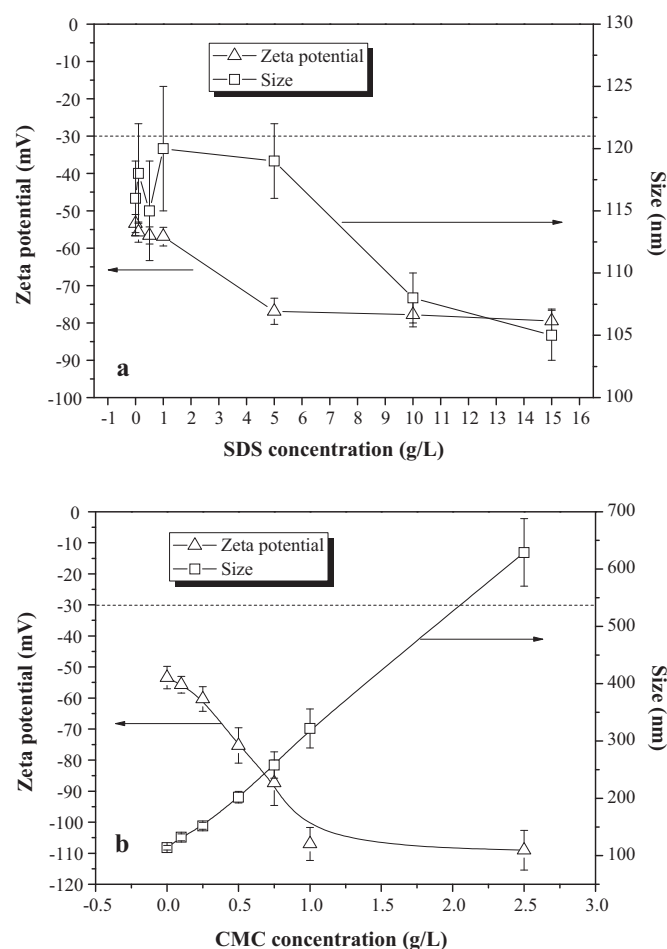 0
-10
-20
-30
-40
-50
-60
-70
-80
-90
-100
Zeta potential (mV)
Zeta potential
Size
130
125
120
115
110
105
100
Size (nm)
a
-1 0 1 2 3 4 5 6 7 8 9 10 11 12 13 14 15 16
SDS concentration (g/L)
0
-10
-20
-30
-40
-50
-60
-70
-80
-90
-100
-110
-120
Zeta potential (mV)
Zeta potential
Size
700
600
500
400
300
200
100
Size (nm)
b
-0.5 0.0 0.5 1.0 1.5 2.0 2.5 3.0
CMC concentration (g/L)